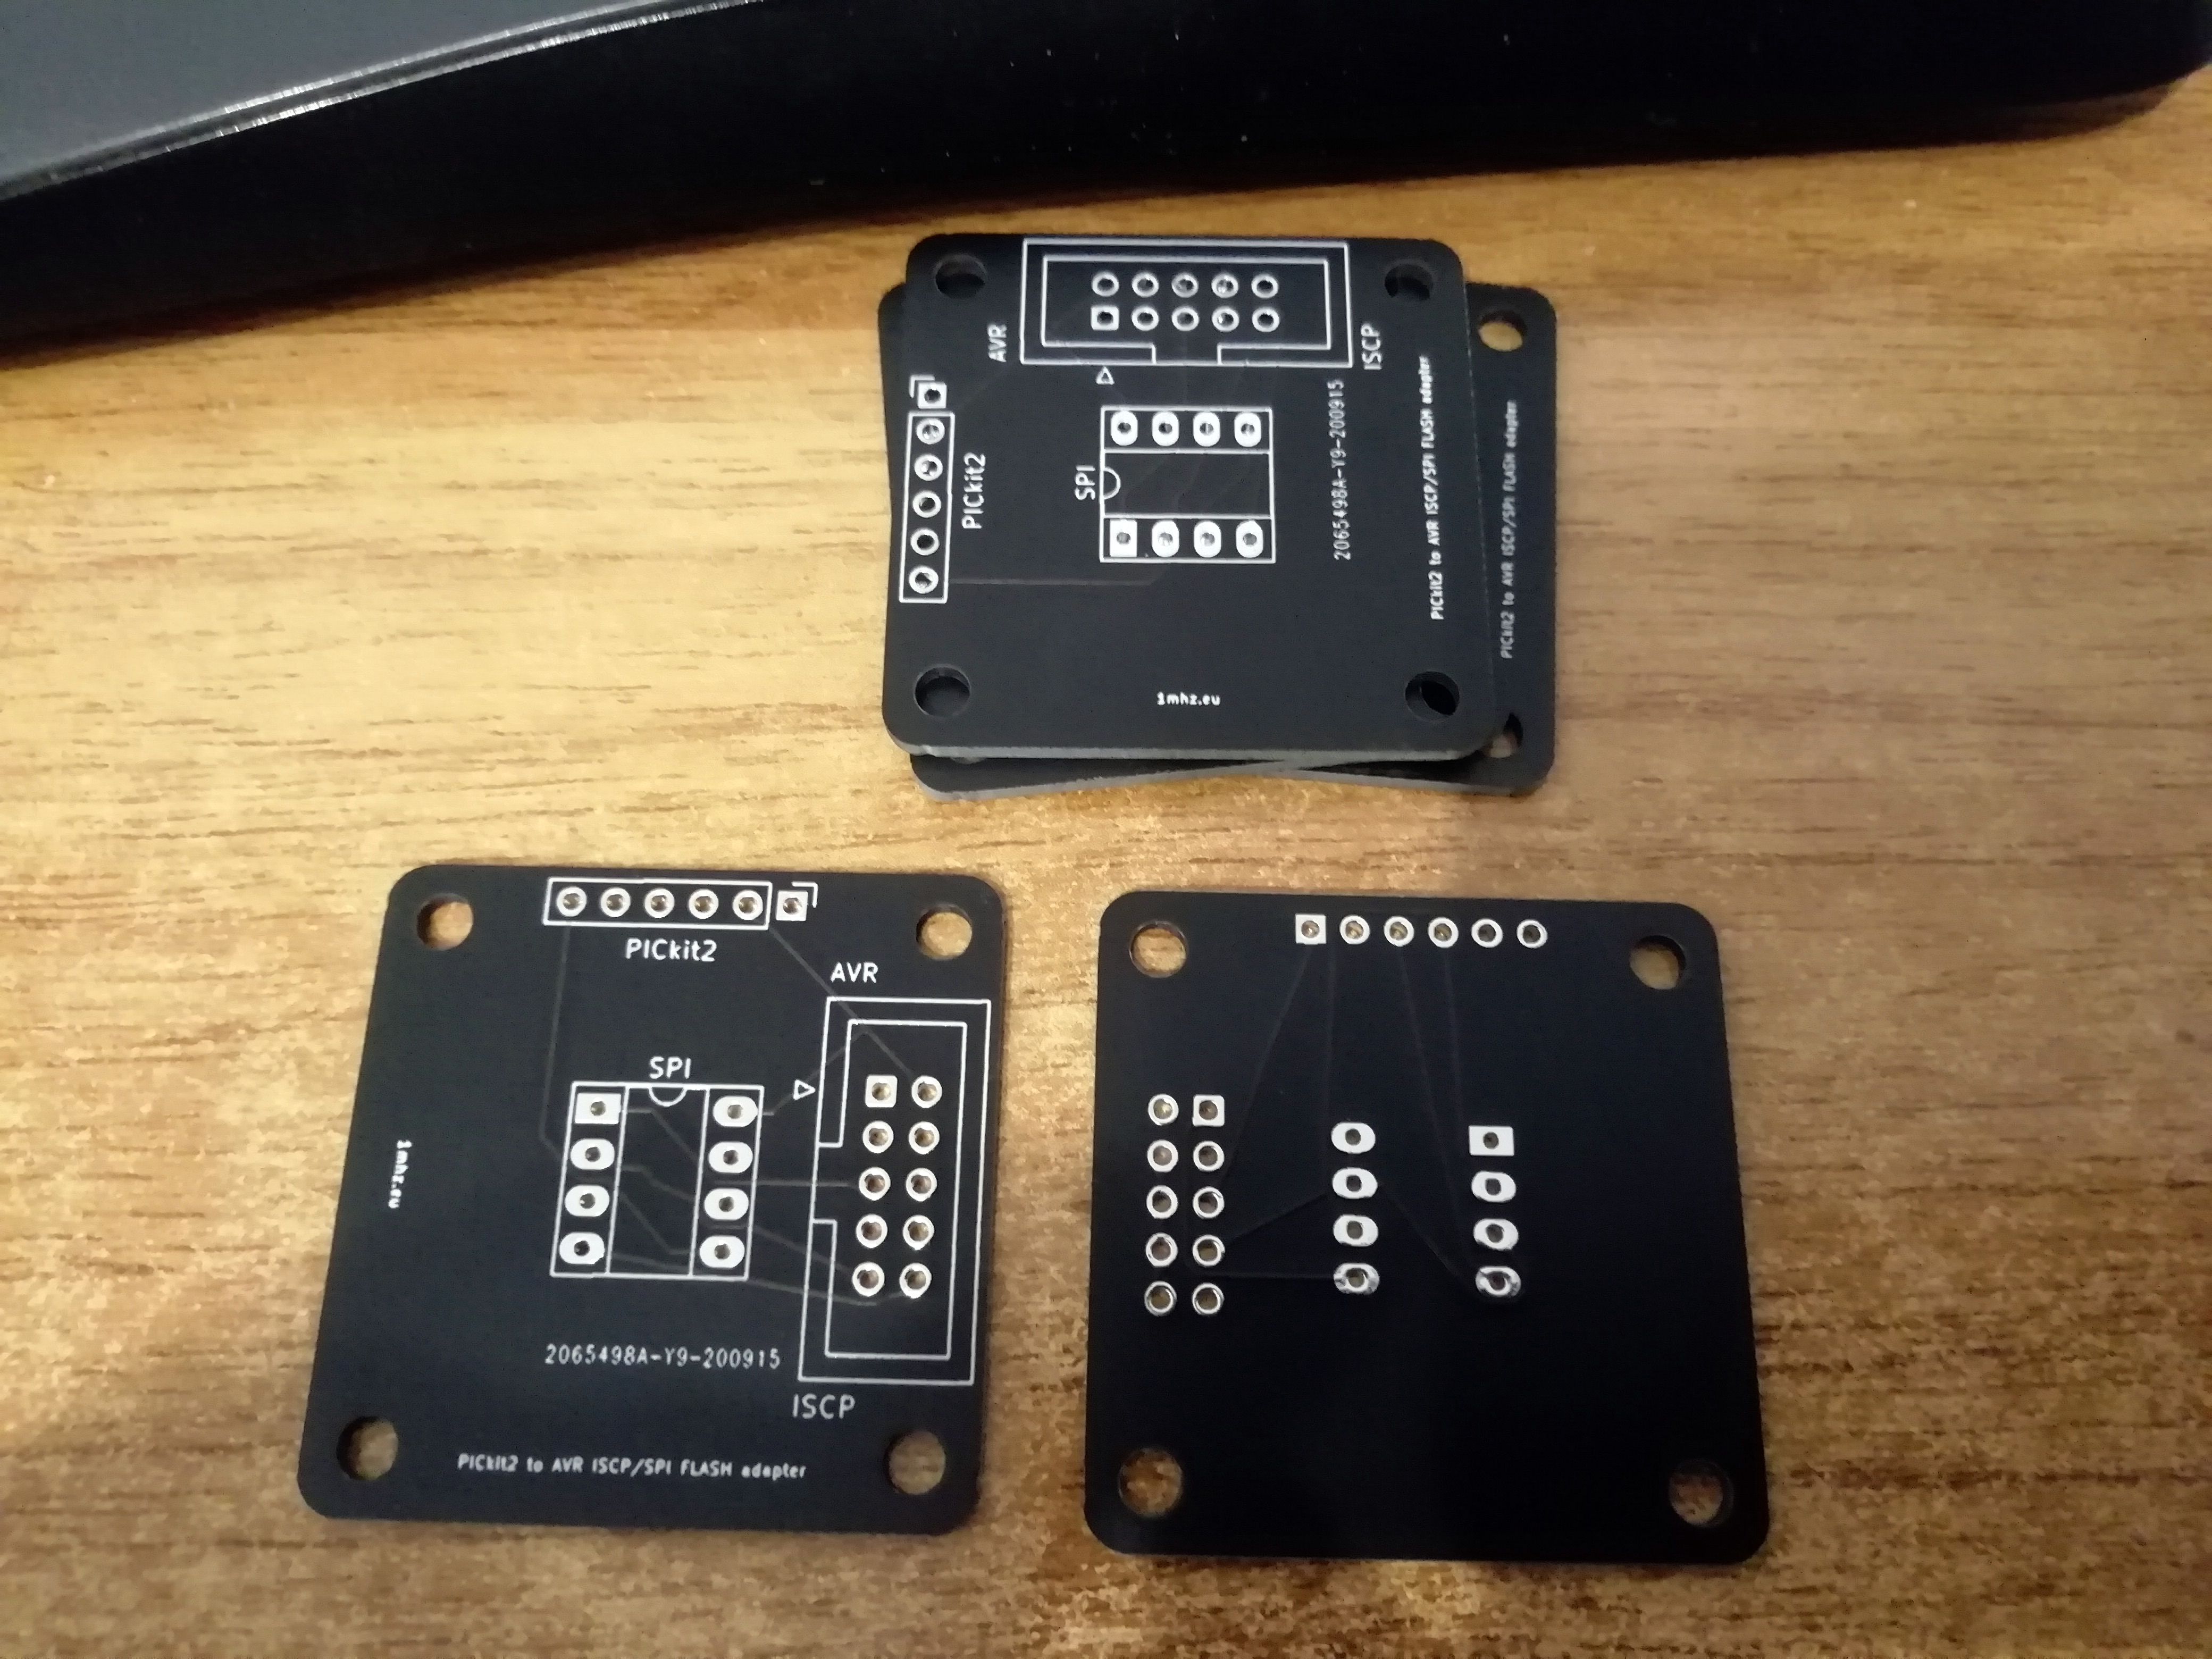 AVR
ISCP
PICkit2
SPI
2065498A-Y9-200915
PICkit2 to AVR ISCP/SPI FLASH adapter
1mhz.eu
PICkit2 to AVR ISCP/SPI FLASH adapter
PICkit2
AVR
SPI
1mhz.eu
2065498A-Y9-200915
ISCP
PICkit2 to AVR ISCP/SPI FLASH adapter